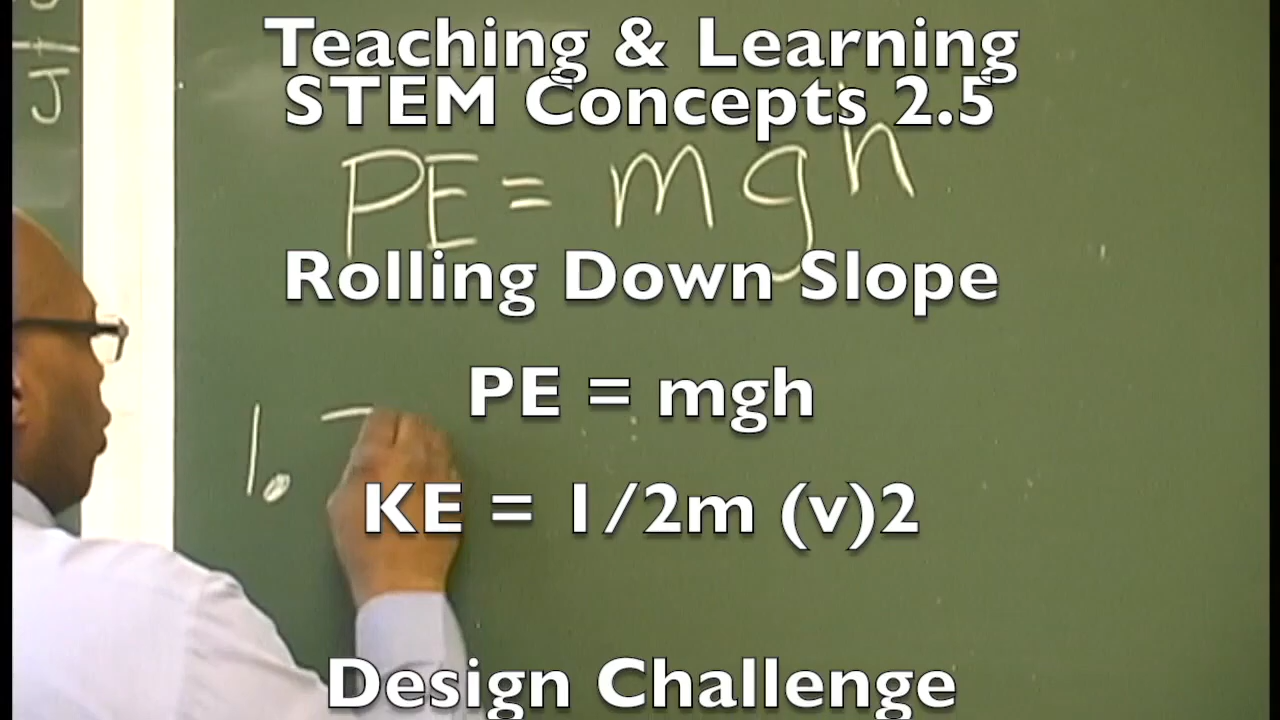 Teaching & Learning
STEM Concepts 2.5
PE = mgh
Rolling Down Slope
PE = mgh
1.
KE = 1/2m (v)2
Design Challenge
J